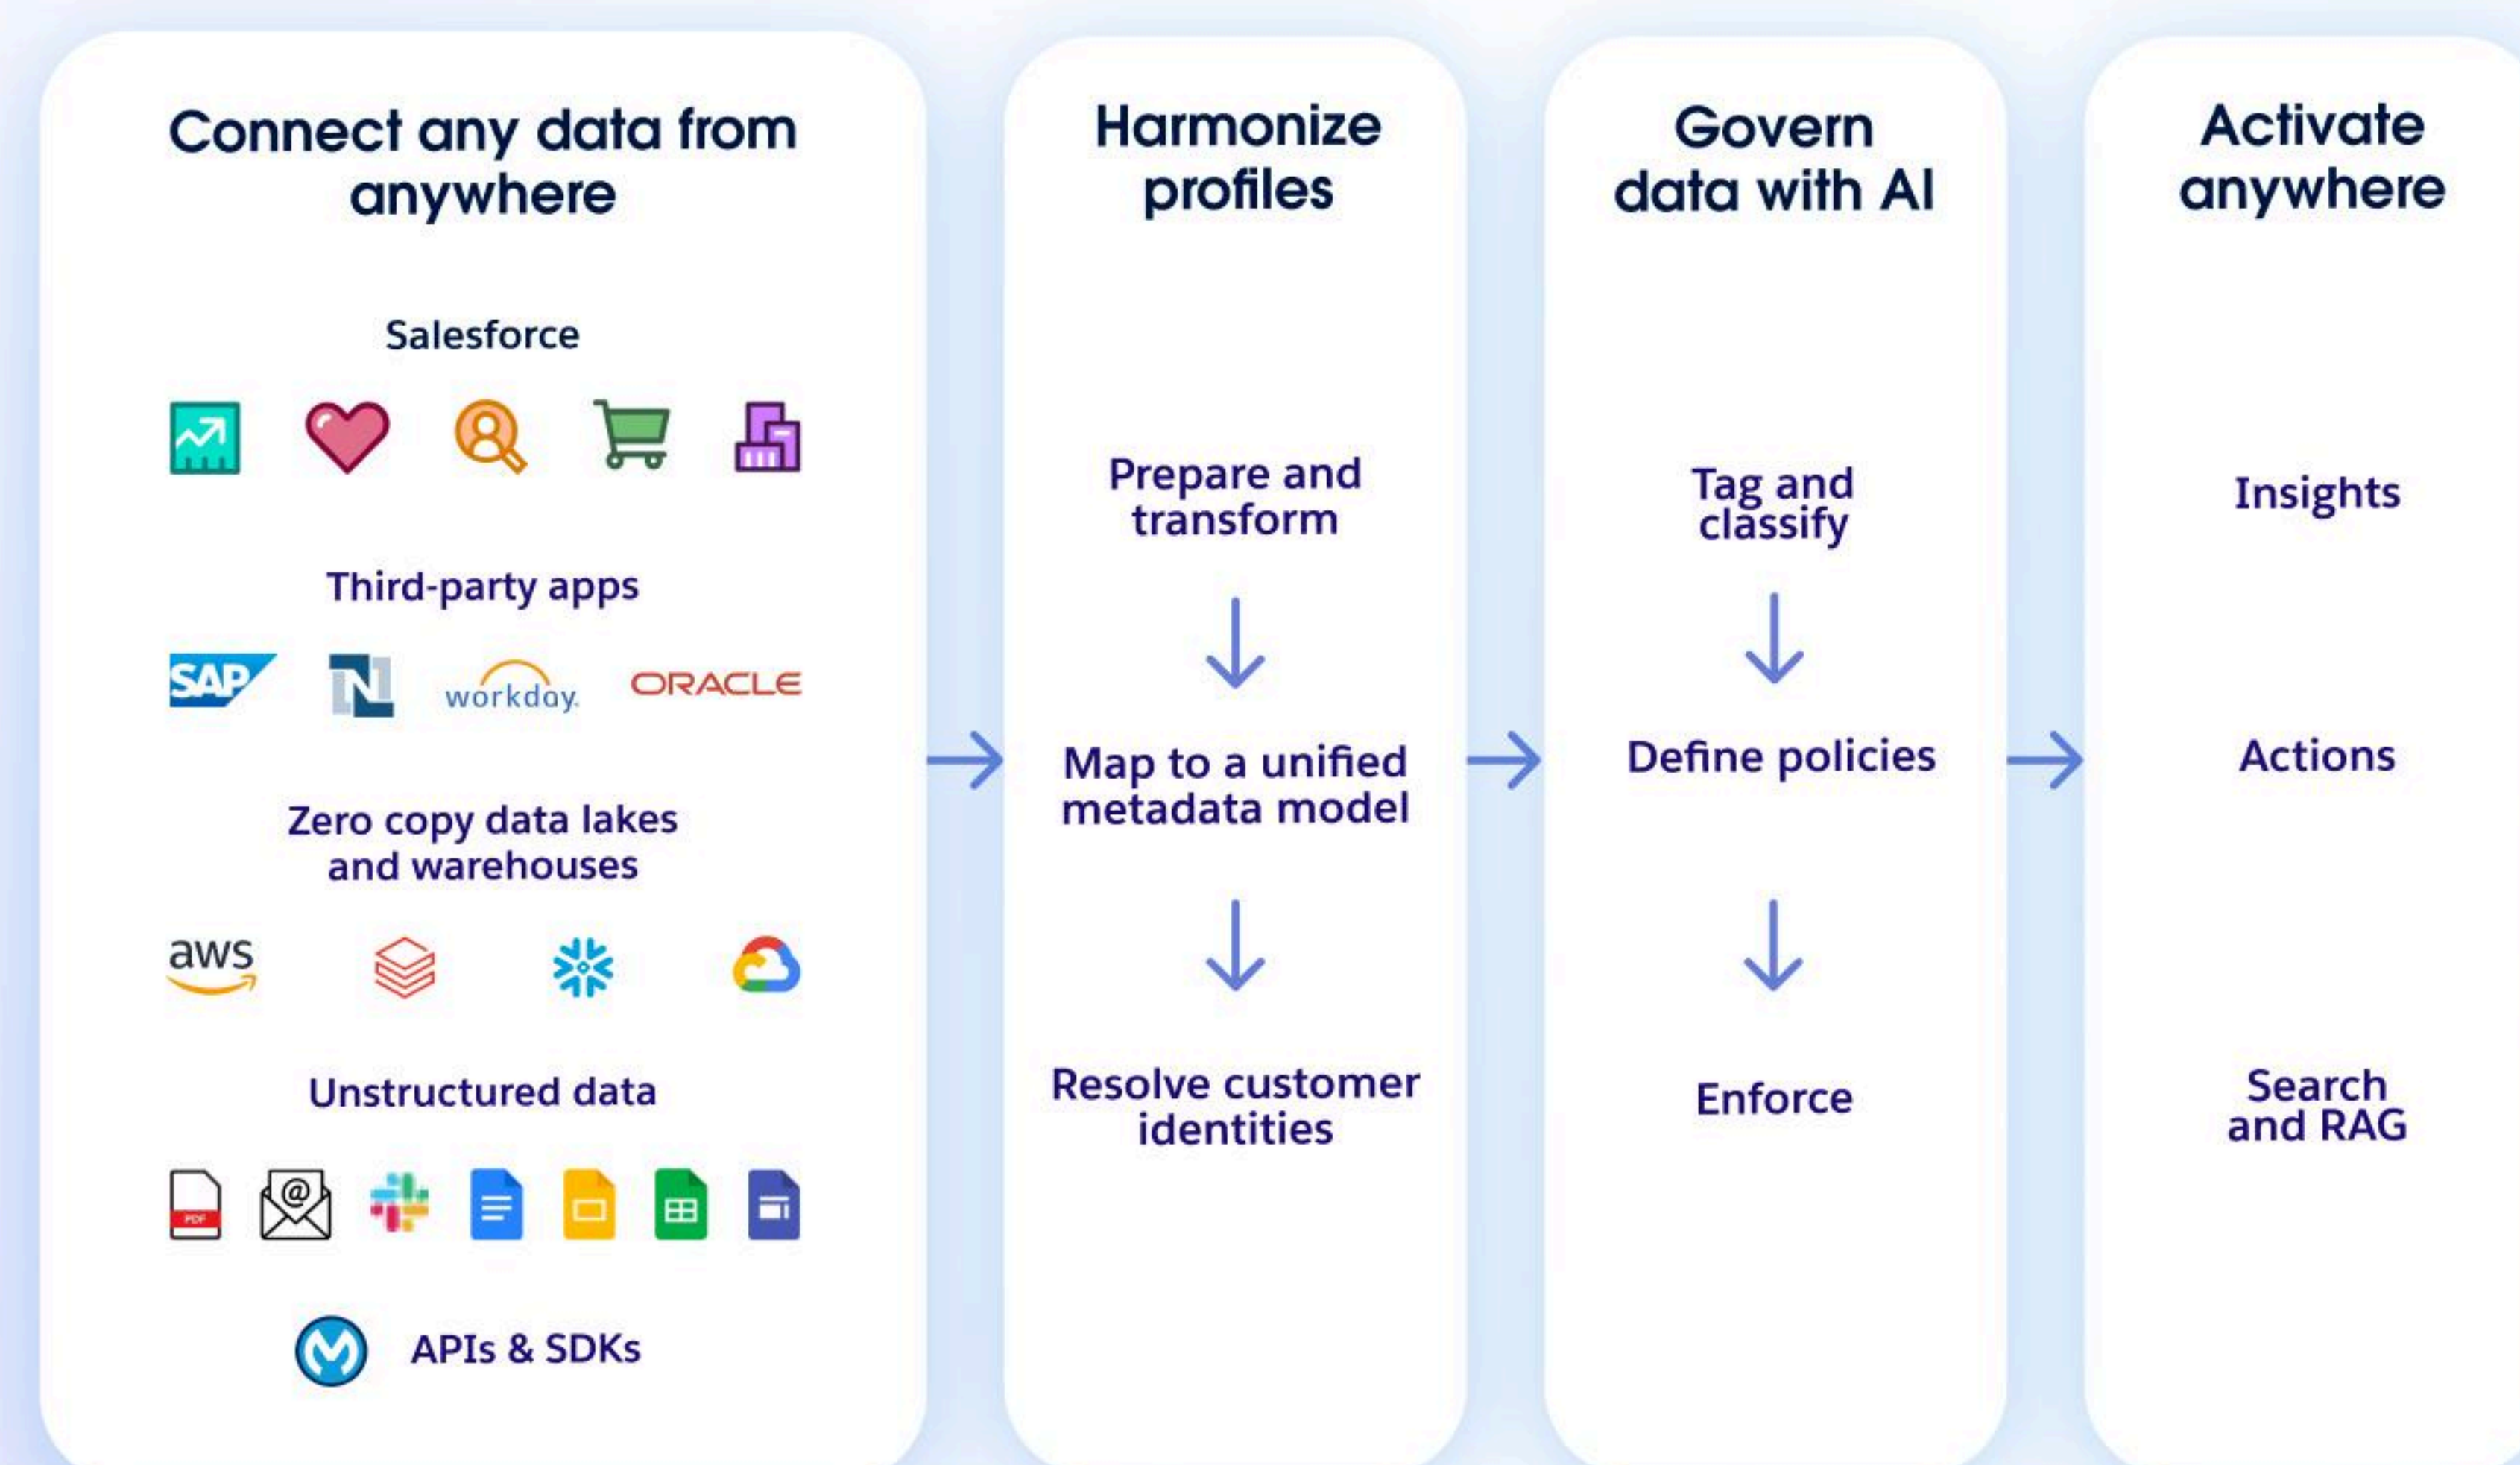 Connect any data from
anywhere
Salesforce
Third-party apps
SAP
N
workday.
ORACLE
Zero copy data lakes
and warehouses
aws
Unstructured data
PDF
@
APIs & SDKs
Harmonize
profiles
Prepare and
transform
Map to a unified
metadata model
Resolve customer
identities
Govern
data with AI
Tag and
classify
Define policies
Enforce
Activate
anywhere
Insights
Actions
Search
and RAG